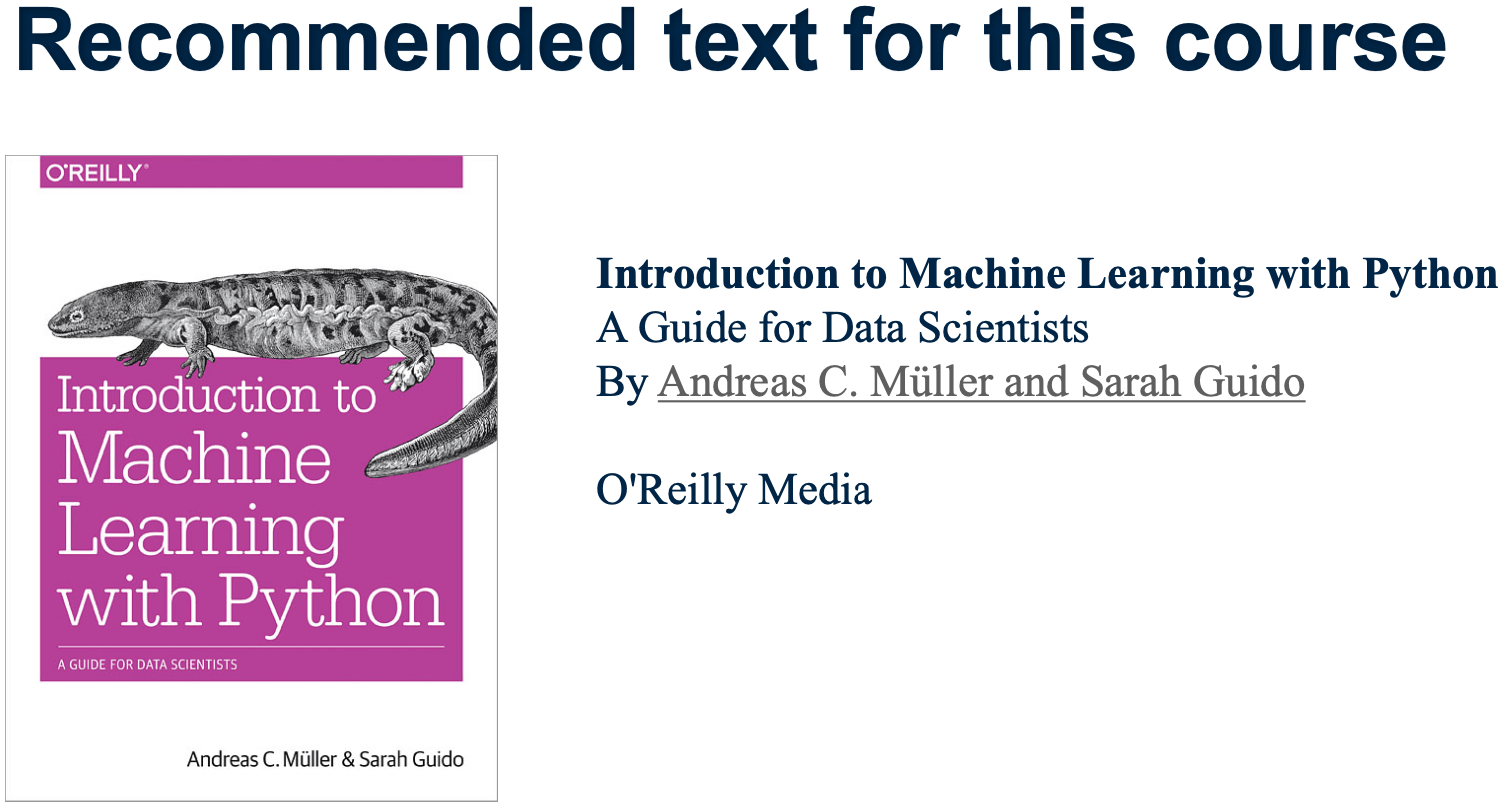 Recommended text for this course
O'REILLY®
Introduction to
Machine
Learning
with Python
A GUIDE FOR DATA SCIENTISTS
Andreas C. Müller & Sarah Guido
Introduction to Machine Learning with Python
A Guide for Data Scientists
By Andreas C. Müller and Sarah Guido
O'Reilly Media